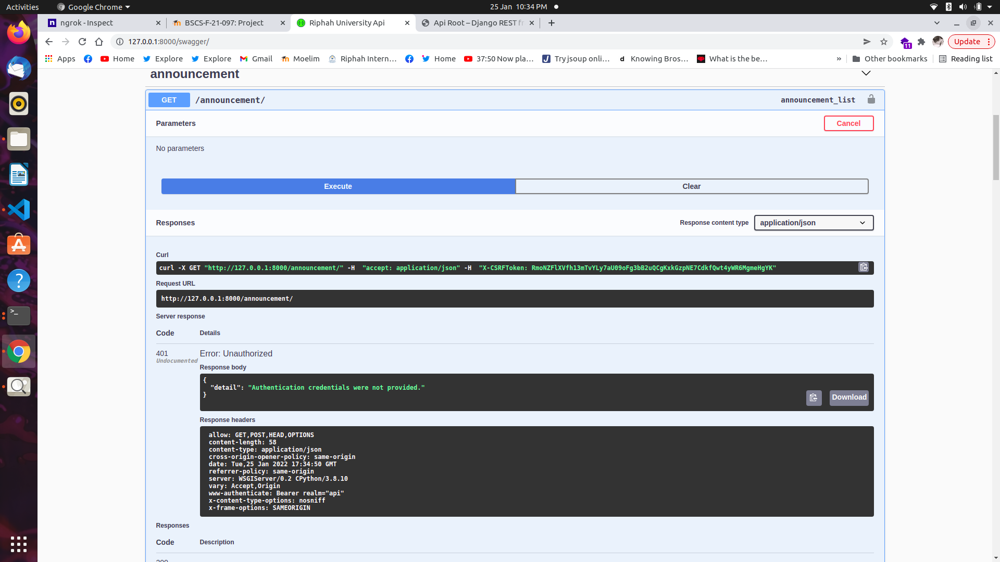 Activities
Google Chrome
25 Jan 10:34 PM
ngrok - Inspect
BSCS-F-21-097: Project
Riphah University Api
Api Root – Django REST fr
127.0.0.1:8000/swagger/
11
Update
Apps
Home
Explore
Explore
Gmail
Moelim
Riphah Intern…
Home
37:50 Now pla…
Try jsoup onli…
d
Knowing Bros…
What is the be…
»
Other bookmarks
Reading list
announcement
GET
/announcement/
announcement_list
Parameters
Cancel
No parameters
Execute
Clear
Responses
Response content type
application/json
Curl
curl -X GET "http://127.0.0.1:8000/announcement/" -H  "accept: application/json" -H  "X-CSRFToken: RmoNZFlXVfh13mTvYLy7aU09oFg3bB2uQCgKxkGzpNE7CdkfQwt4yWR6MgmeHgYK"
Request URL
http://127.0.0.1:8000/announcement/
Server response
Code
Details
401
Undocumented
Error: Unauthorized
Response body
{
"detail": "Authentication credentials were not provided."
}
Download
Response headers
allow: GET,POST,HEAD,OPTIONS
content-length: 58
content-type: application/json
cross-origin-opener-policy: same-origin
date: Tue,25 Jan 2022 17:34:50 GMT
referrer-policy: same-origin
server: WSGIServer/0.2 CPython/3.8.10
vary: Accept,Origin
www-authenticate: Bearer realm="api"
x-content-type-options: nosniff
x-frame-options: SAMEORIGIN
Responses
Code
Description
200